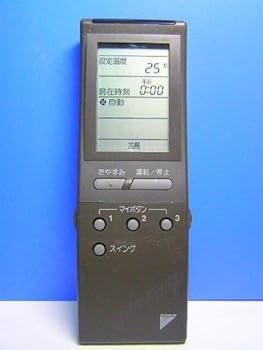 設定温度
25℃
午前
現在時刻 0:00
自動
冷房
おやすみ 運転/停止
マイボタン
1 2 3
スイング
DAIKIN